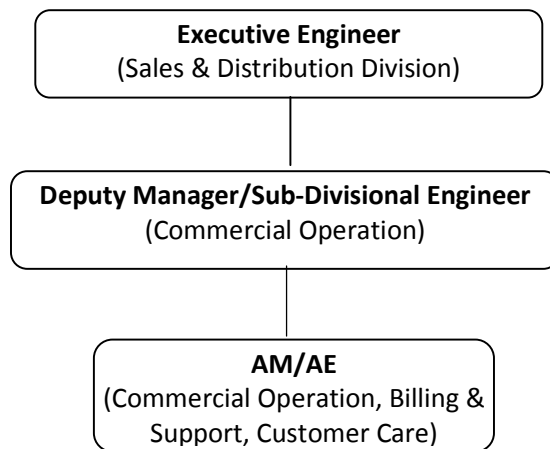 Executive Engineer
(Sales & Distribution Division)
Deputy Manager/Sub-Divisional Engineer
(Commercial Operation)
AM/AE
(Commercial Operation, Billing &
Support, Customer Care)